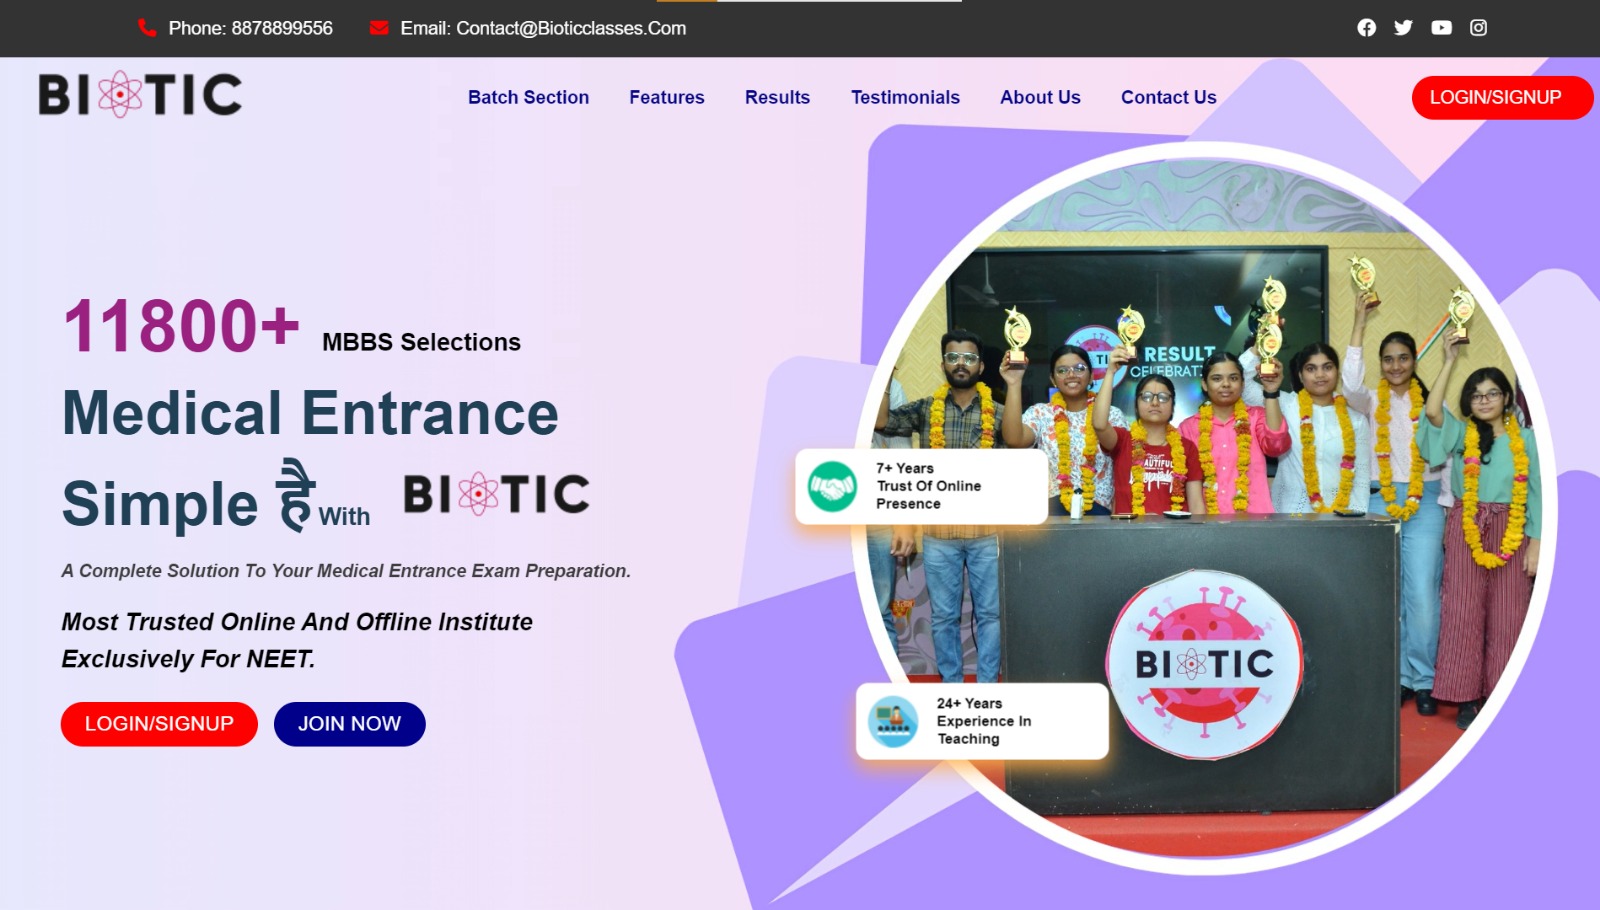 Phone: 8878899556
Email: Contact@Bioticclasses.Com
BIOTIC
Batch Section
Features
Results
Testimonials
About Us
Contact Us
LOGIN/SIGNUP
11800+ MBBS Selections
Medical Entrance
Simple है With BIOTIC
A Complete Solution To Your Medical Entrance Exam Preparation.
Most Trusted Online And Offline Institute
Exclusively For NEET.
LOGIN/SIGNUP
JOIN NOW
RESULT
7+ Years
Trust Of Online
Presence
24+ Years
Experience In
Teaching
BIOTIC